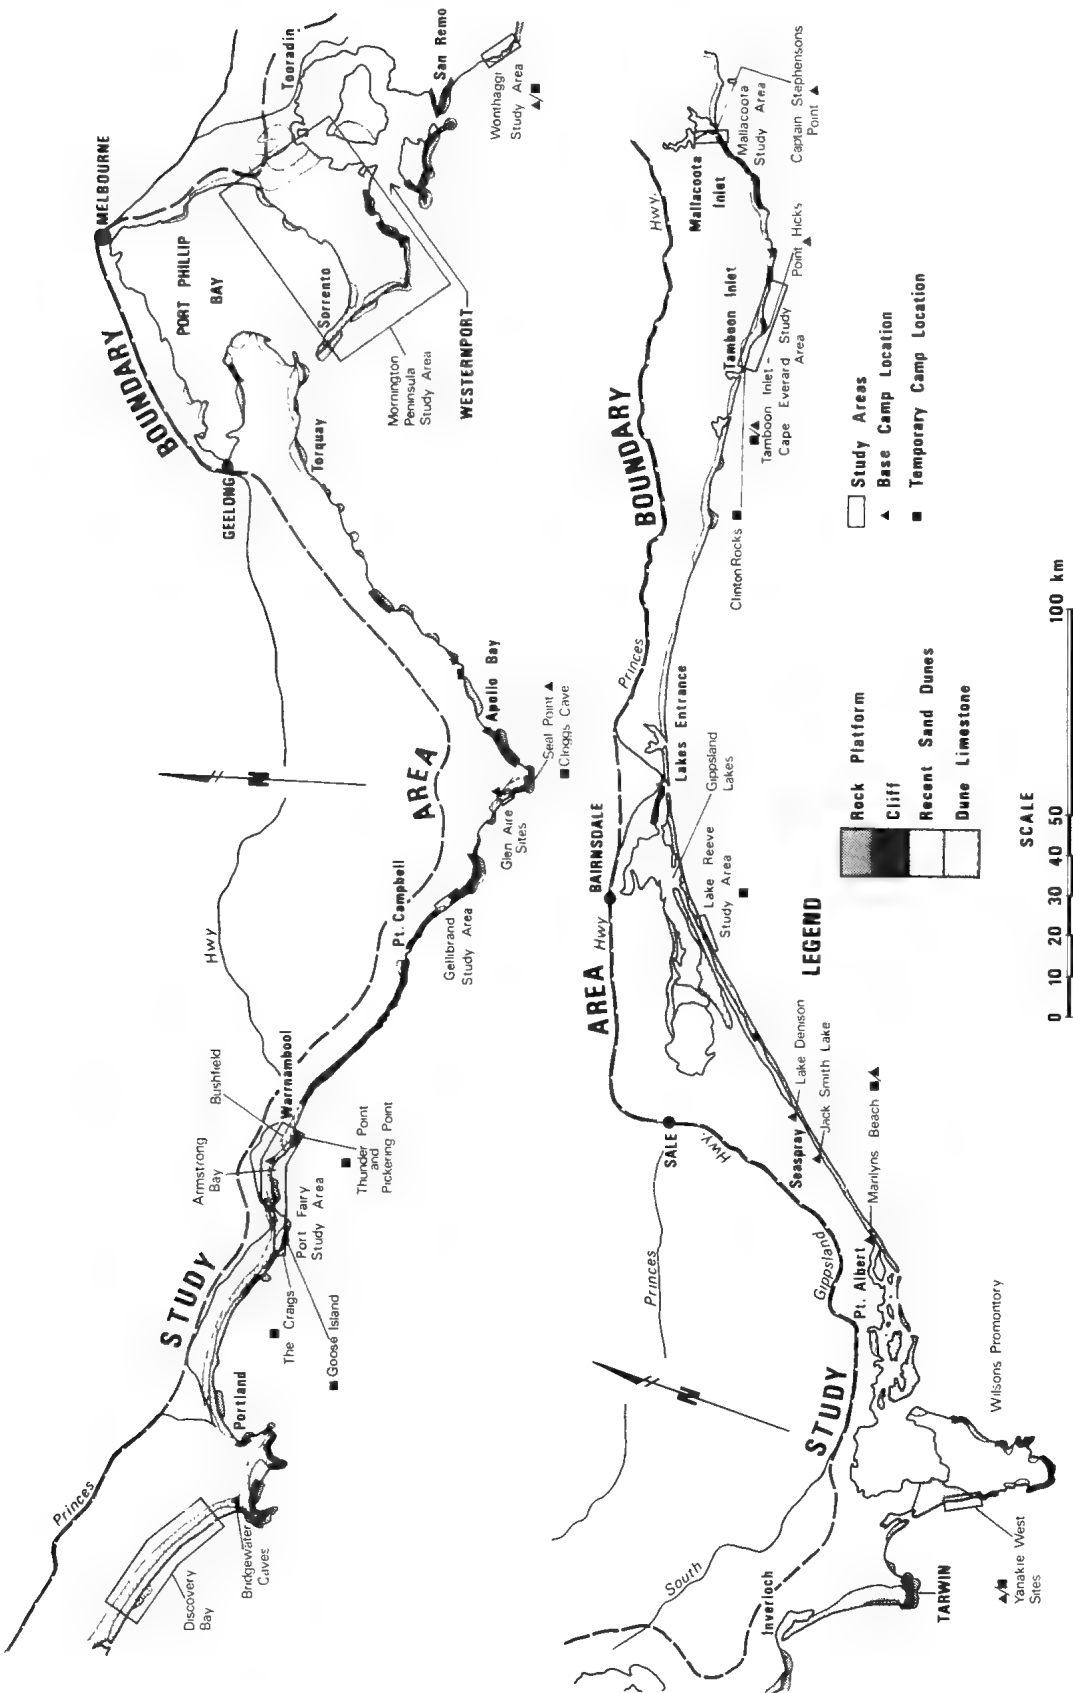 Princes
STUDY
AREA
BOUNDARY
Hwy
MELBOURNE
PORT PHILLIP
BAY
GEELONG
Torquay
Sorrento
Tooradin
San Remo
Wonthaggi
Study Area
▲/■
WESTERNPORT
Mornington
Peninsula
Study Area
Apollo Bay
Seal Point ▲
■ Cloggs Cave
Glen Aire
Sites
Gellibrand
Study Area
Pt. Campbell
Warrnambool
Bushfield
Armstrong
Bay
■
Thunder Point
and
Pickering Point
Port Fairy
Study Area
The Craigs ■
■ Goose Island
Portland
Bridgewater
Caves
Discovery
Bay
N
STUDY
AREA
BOUNDARY
South
Gippsland
Hwy.
Princes
Hwy
Princes
Hwy.
Inverloch
TARWIN
▲/■
Yanakie West
Sites
Wilsons Promontory
Pt. Albert
Marilyns Beach ■/▲
Jack Smith Lake
Lake Denison
Seaspray
SALE
BAIRNSDALE
Lake Reeve
Study Area
■
Gippsland
Lakes
Lakes Entrance
Clinton Rocks ■
■/▲
Tamboon Inlet -
Cape Everard Study
Area
Tamboon Inlet
Point Hicks
▲
Mallacoota
Inlet
Mallacoota
Study Area
Captain Stephensons
Point ▲
N
LEGEND
Rock Platform
Cliff
Recent Sand Dunes
Dune Limestone
Study Areas
▲ Base Camp Location
■ Temporary Camp Location
SCALE
0 10 20 30 40 50 100 km